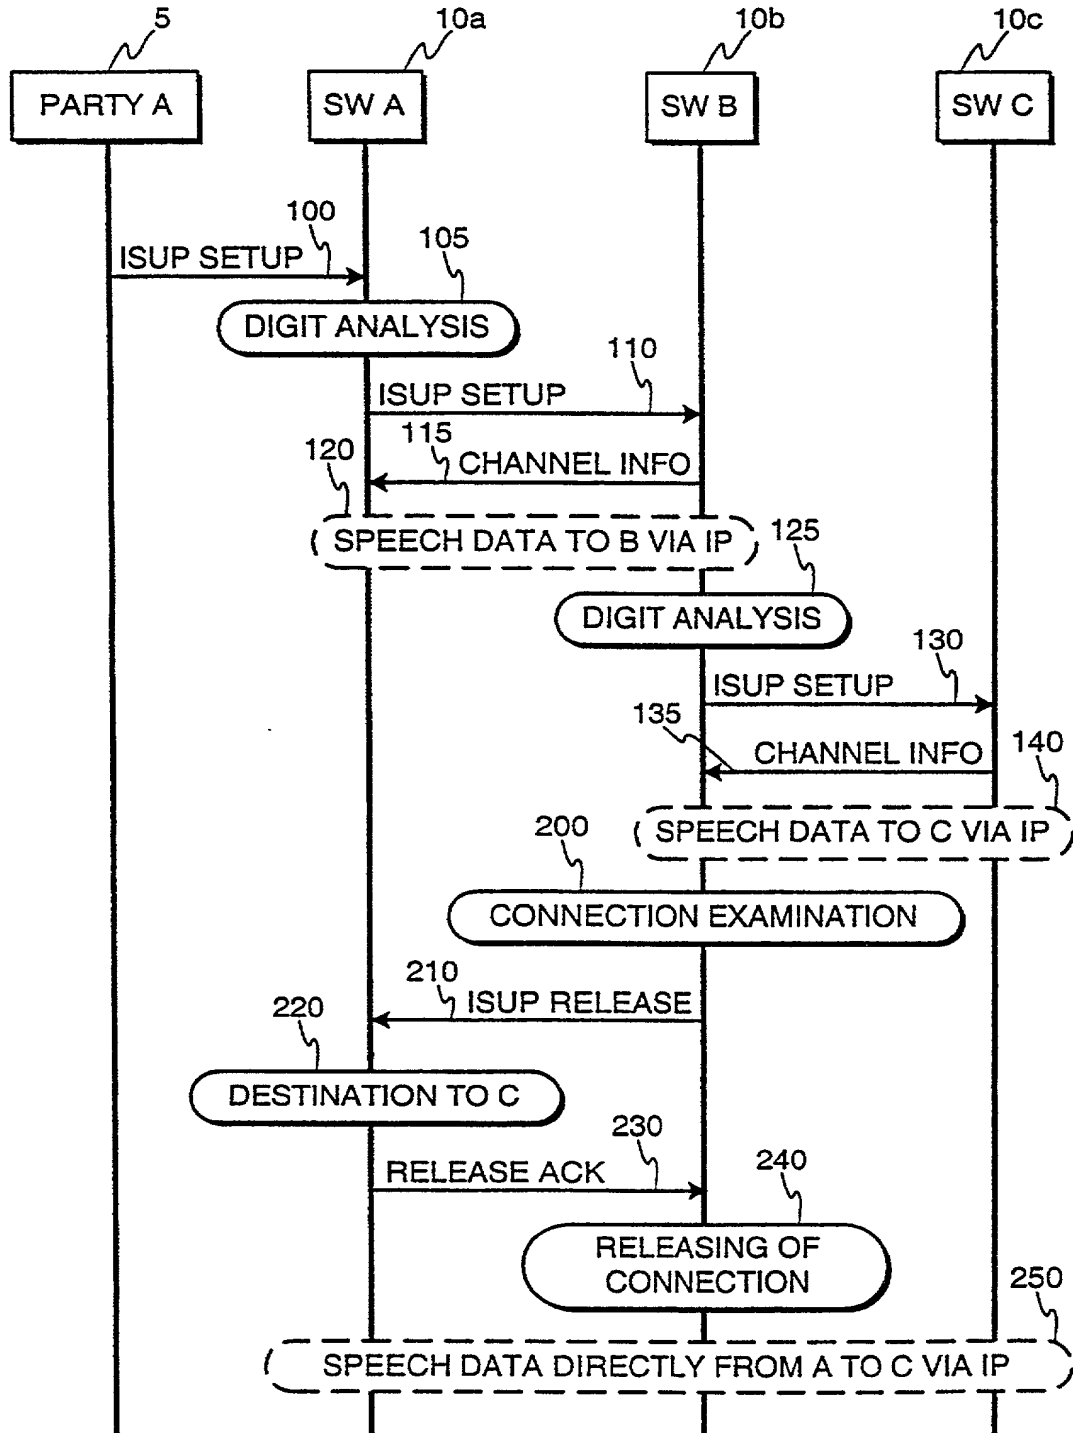 5
10a
10b
10c
PARTY A
SW A
SW B
SW C
100
ISUP SETUP
105
DIGIT ANALYSIS
110
ISUP SETUP
115
CHANNEL INFO
120
SPEECH DATA TO B VIA IP
125
DIGIT ANALYSIS
130
ISUP SETUP
135
CHANNEL INFO
140
SPEECH DATA TO C VIA IP
200
CONNECTION EXAMINATION
210
ISUP RELEASE
220
DESTINATION TO C
230
RELEASE ACK
240
RELEASING OF
CONNECTION
250
SPEECH DATA DIRECTLY FROM A TO C VIA IP